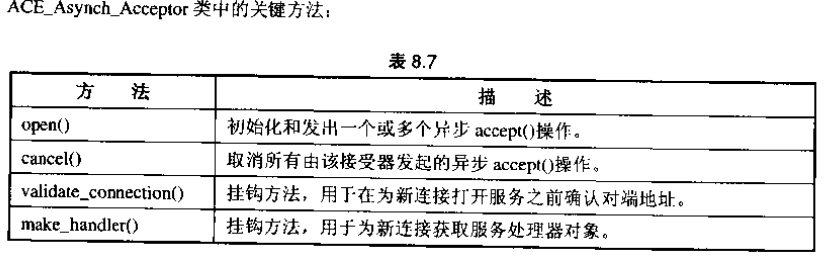 ACE_Asynch_Acceptor 类中的关键方法：
表 8.7
方 法 描 述
open() 初始化和发出一个或多个异步 accept()操作。
cancel() 取消所有由该接受器发起的异步 accept()操作。
validate_connection() 挂钩方法，用于在为新连接打开服务之前确认对端地址。
make_handler() 挂钩方法，用于为新连接获取服务处理器对象。